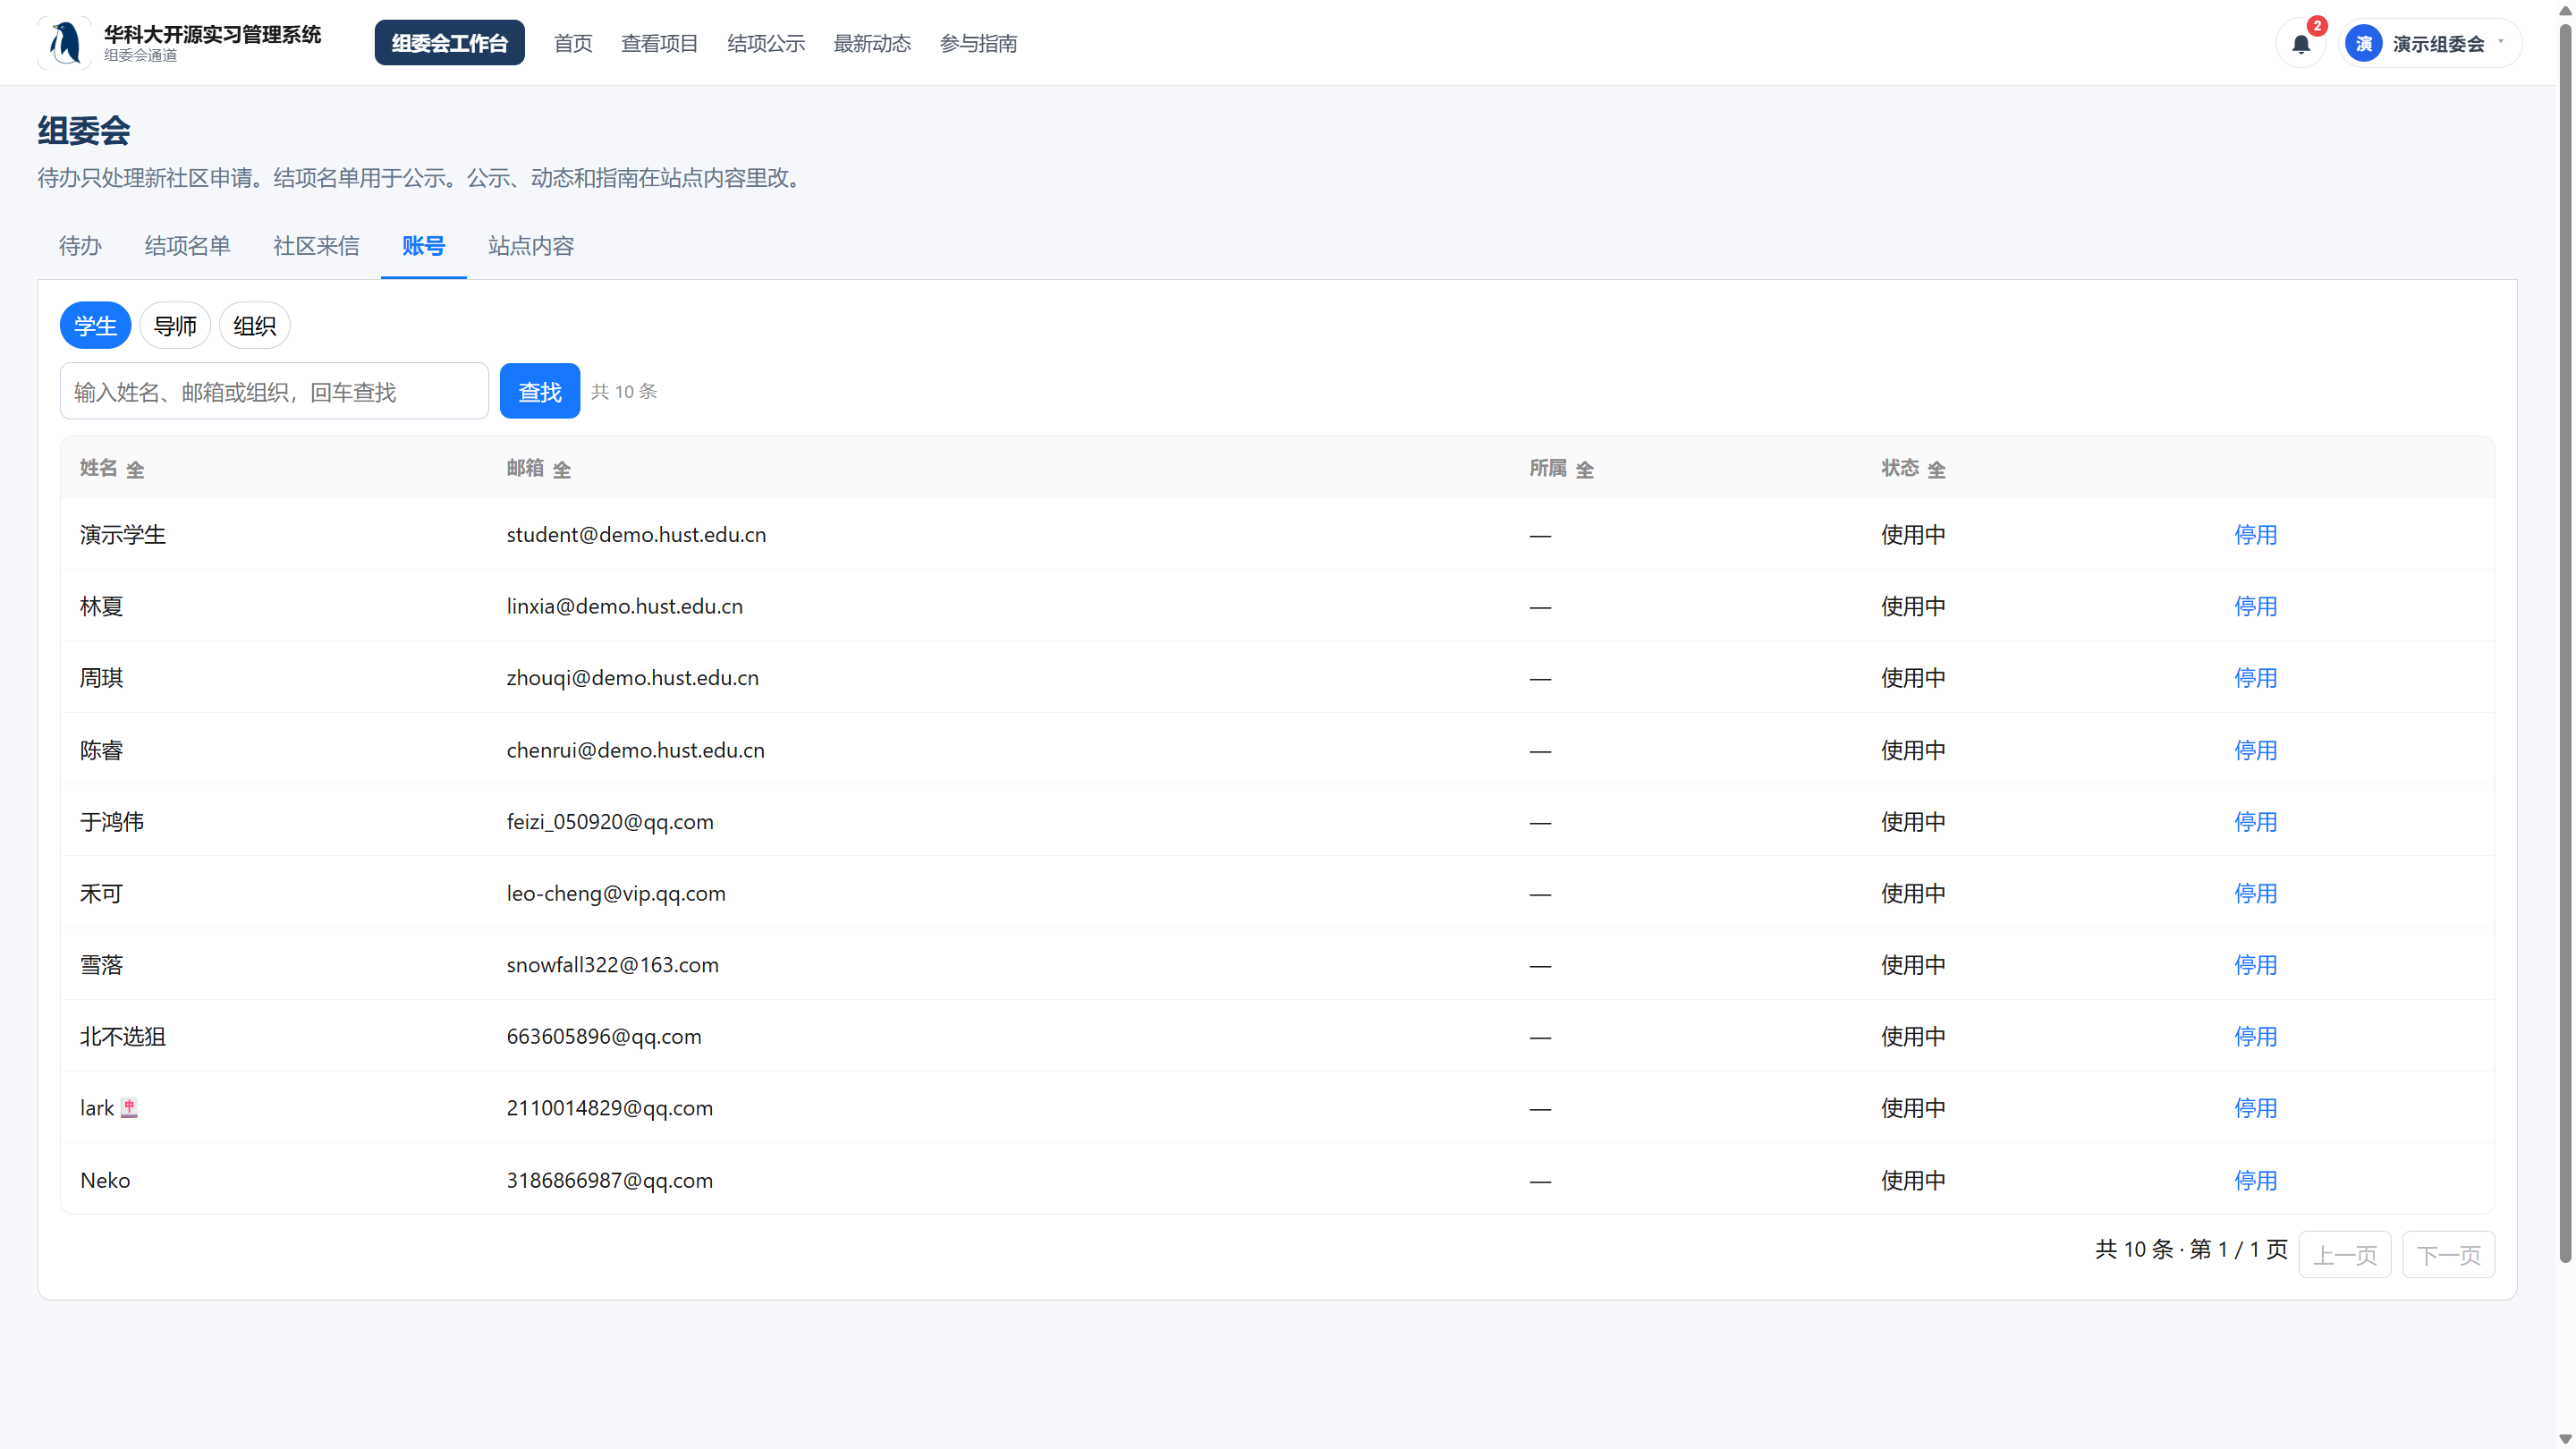 华科大开源实习管理系统
组委会通道
组委会工作台 首页 查看项目 结项公示 最新动态 参与指南
2
演 演示组委会
组委会
待办只处理新社区申请。结项名单用于公示。公示、动态和指南在站点内容里改。
待办 结项名单 社区来信 账号 站点内容
学生 导师 组织
输入姓名、邮箱或组织，回车查找 查找 共 10 条
姓名 全 邮箱 全 所属 全 状态 全
演示学生 student@demo.hust.edu.cn — 使用中 停用
林夏 linxia@demo.hust.edu.cn — 使用中 停用
周琪 zhouqi@demo.hust.edu.cn — 使用中 停用
陈睿 chenrui@demo.hust.edu.cn — 使用中 停用
于鸿伟 feizi_050920@qq.com — 使用中 停用
禾可 leo-cheng@vip.qq.com — 使用中 停用
雪落 snowfall322@163.com — 使用中 停用
北不选狙 663605896@qq.com — 使用中 停用
lark 🀄 2110014829@qq.com — 使用中 停用
Neko 3186866987@qq.com — 使用中 停用
共 10 条 · 第 1 / 1 页 上一页 下一页